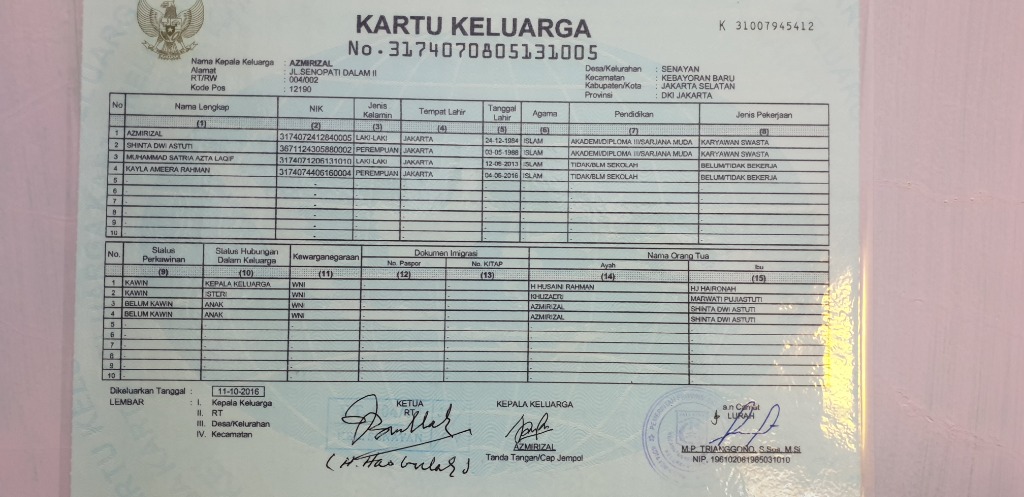 KARTU KELUARGA
No.3174070805131005
K 31007945412
Nama Kepala Keluarga : AZMIRIZAL
Alamat : JL.SENOPATI DALAM II
RT/RW : 004/002
Kode Pos : 12190
Desa/Kelurahan : SENAYAN
Kecamatan : KEBAYORAN BARU
Kabupaten/Kota : JAKARTA SELATAN
Provinsi : DKI JAKARTA
No Nama Lengkap NIK Jenis Kelamin Tempat Lahir Tanggal Lahir Agama Pendidikan Jenis Pekerjaan
(1) (2) (3) (4) (5) (6) (7) (8)
1 AZMIRIZAL 3174072412840005 LAKI-LAKI JAKARTA 24-12-1984 ISLAM AKADEMI/DIPLOMA III/SARJANA MUDA KARYAWAN SWASTA
2 SHINTA DWI ASTUTI 3671124305880002 PEREMPUAN JAKARTA 03-05-1988 ISLAM AKADEMI/DIPLOMA III/SARJANA MUDA KARYAWAN SWASTA
3 MUHAMMAD SATRIA AZTA LAQIF 3174071206131010 LAKI-LAKI JAKARTA 12-06-2013 ISLAM TIDAK/BLM SEKOLAH BELUM/TIDAK BEKERJA
4 KAYLA AMEERA RAHMAN 3174074406160004 PEREMPUAN JAKARTA 04-06-2016 ISLAM TIDAK/BLM SEKOLAH BELUM/TIDAK BEKERJA
5 -
6 -
7 -
8 -
9 -
10 -
No. Status Perkawinan Status Hubungan Dalam Keluarga Kewarganegaraan Dokumen Imigrasi Nama Orang Tua
No. Paspor No. KITAP Ayah Ibu
(9) (10) (11) (12) (13) (14) (15)
1 KAWIN KEPALA KELUARGA WNI - - H HUSAINI RAHMAN HJ HAIRONAH
2 KAWIN ISTERI WNI - - KHUZAERI MARWATI PUJIASTUTI
3 BELUM KAWIN ANAK WNI - - AZMIRIZAL SHINTA DWI ASTUTI
4 BELUM KAWIN ANAK WNI - - AZMIRIZAL SHINTA DWI ASTUTI
5 -
6 -
7 -
8 -
9 -
10 -
Dikeluarkan Tanggal : 11-10-2016
LEMBAR : I. Kepala Keluarga
II. RT
III. Desa/Kelurahan
IV. Kecamatan
KETUA
RT
KEPALA KELUARGA
AZMIRIZAL
Tanda Tangan/Cap Jempol
a.n Camat
LURAH
M.P. TRIANGGONO, S.Sos, M.Si
NIP. 196102061985031010